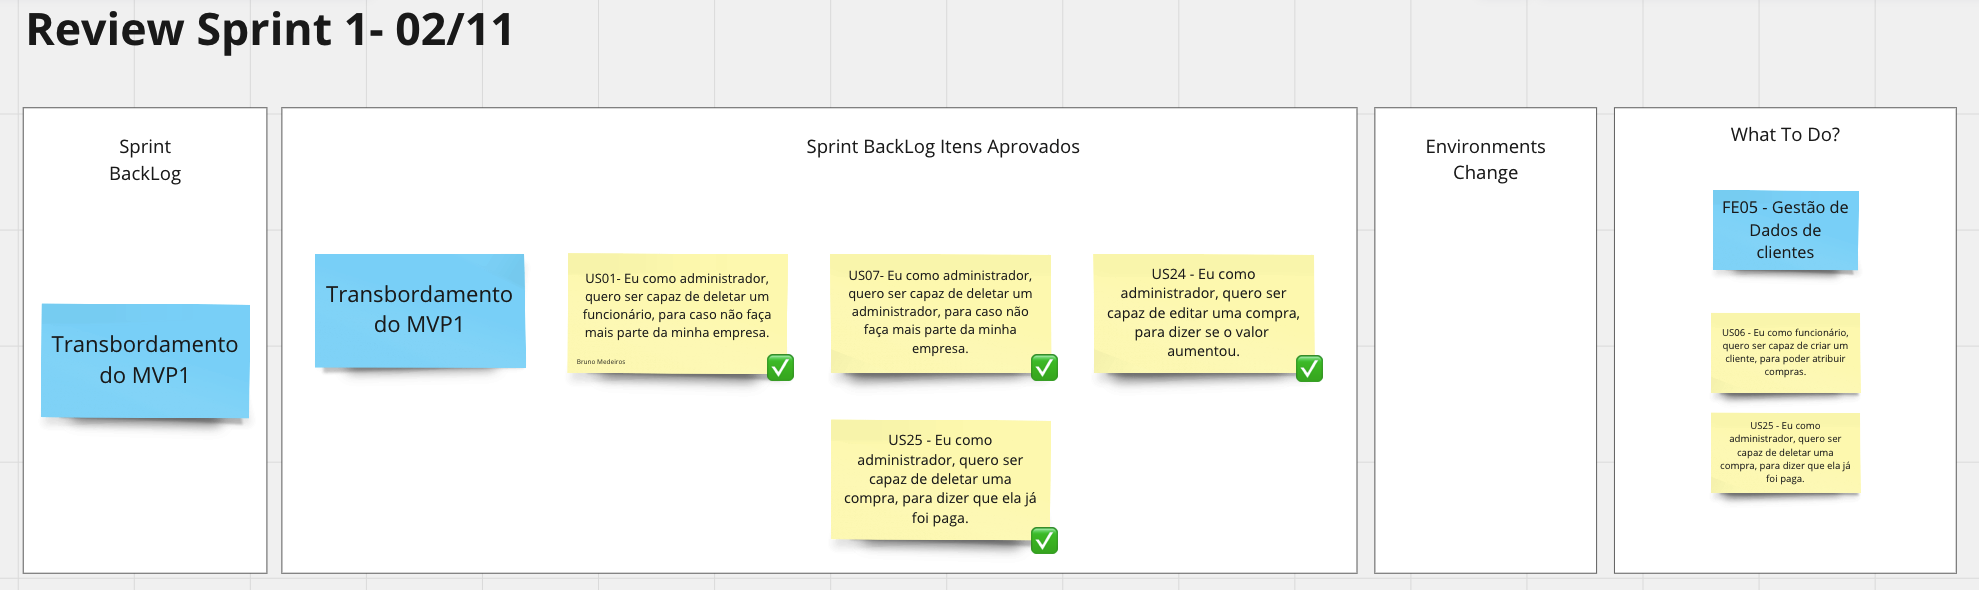 Review Sprint 1- 02/11
Sprint
BackLog
Transbordamento
do MVP1
Sprint BackLog Itens Aprovados
Transbordamento
do MVP1
US01- Eu como administrador,
quero ser capaz de deletar um
funcionário, para caso não faça
mais parte da minha empresa.
Bruno Medeiros
US07- Eu como administrador,
quero ser capaz de deletar um
administrador, para caso não
faça mais parte da minha
empresa.
US24 - Eu como
administrador, quero ser
capaz de editar uma compra,
para dizer se o valor
aumentou.
US25 - Eu como
administrador, quero ser
capaz de deletar uma
compra, para dizer que ela já
foi paga.
Environments
Change
What To Do?
FE05 - Gestão de
Dados de
clientes
US06 - Eu como funcionário,
quero ser capaz de criar um
cliente, para poder atribuir
compras.
US25 - Eu como
administrador, quero ser
capaz de deletar uma
compra, para dizer que ela já
foi paga.